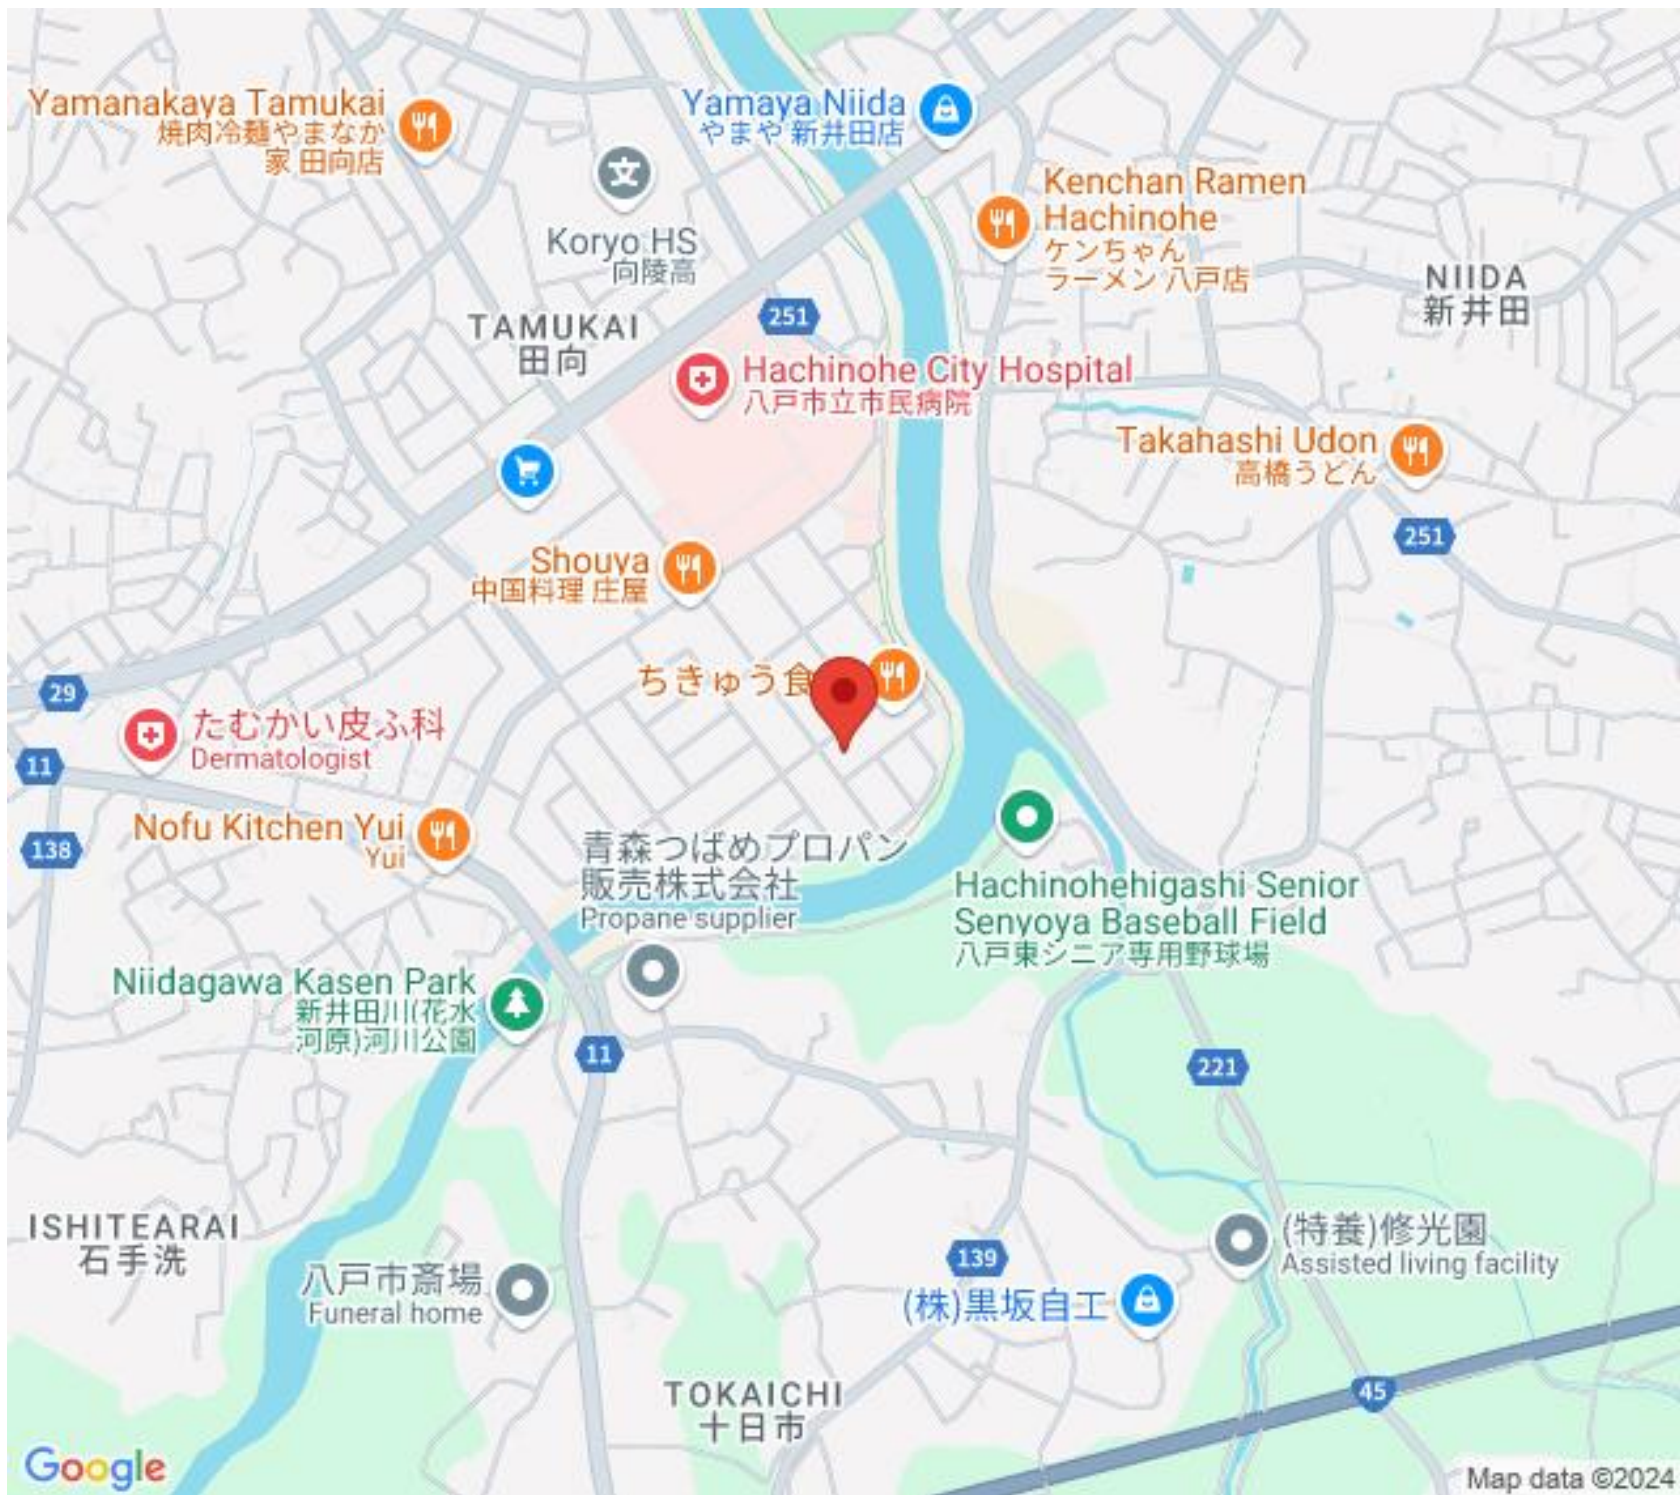 Yamanakaya Tamukai
焼肉冷麺やまなか
家 田向店
Yamaya Niida
やまや 新井田店
Koryo HS
向陵高
Kenchan Ramen
Hachinohe
ケンちゃん
ラーメン 八戸店
NIIDA
新井田
251
TAMUKAI
田向
Hachinohe City Hospital
八戸市立市民病院
Takahashi Udon
高橋うどん
251
Shouya
中国料理 庄屋
ちきゅう食
29
たむかい皮ふ科
Dermatologist
11
138
Nofu Kitchen Yui
Yui
青森つばめプロパン
販売株式会社
Propane supplier
Hachinohehigashi Senior
Senyoya Baseball Field
八戸東シニア専用野球場
Niidagawa Kasen Park
新井田川(花水
河原)河川公園
11
221
ISHITEARAI
石手洗
八戸市斎場
Funeral home
139
(株)黒坂自工
(特養)修光園
Assisted living facility
45
TOKAICHI
十日市
Google
Map data ©2024